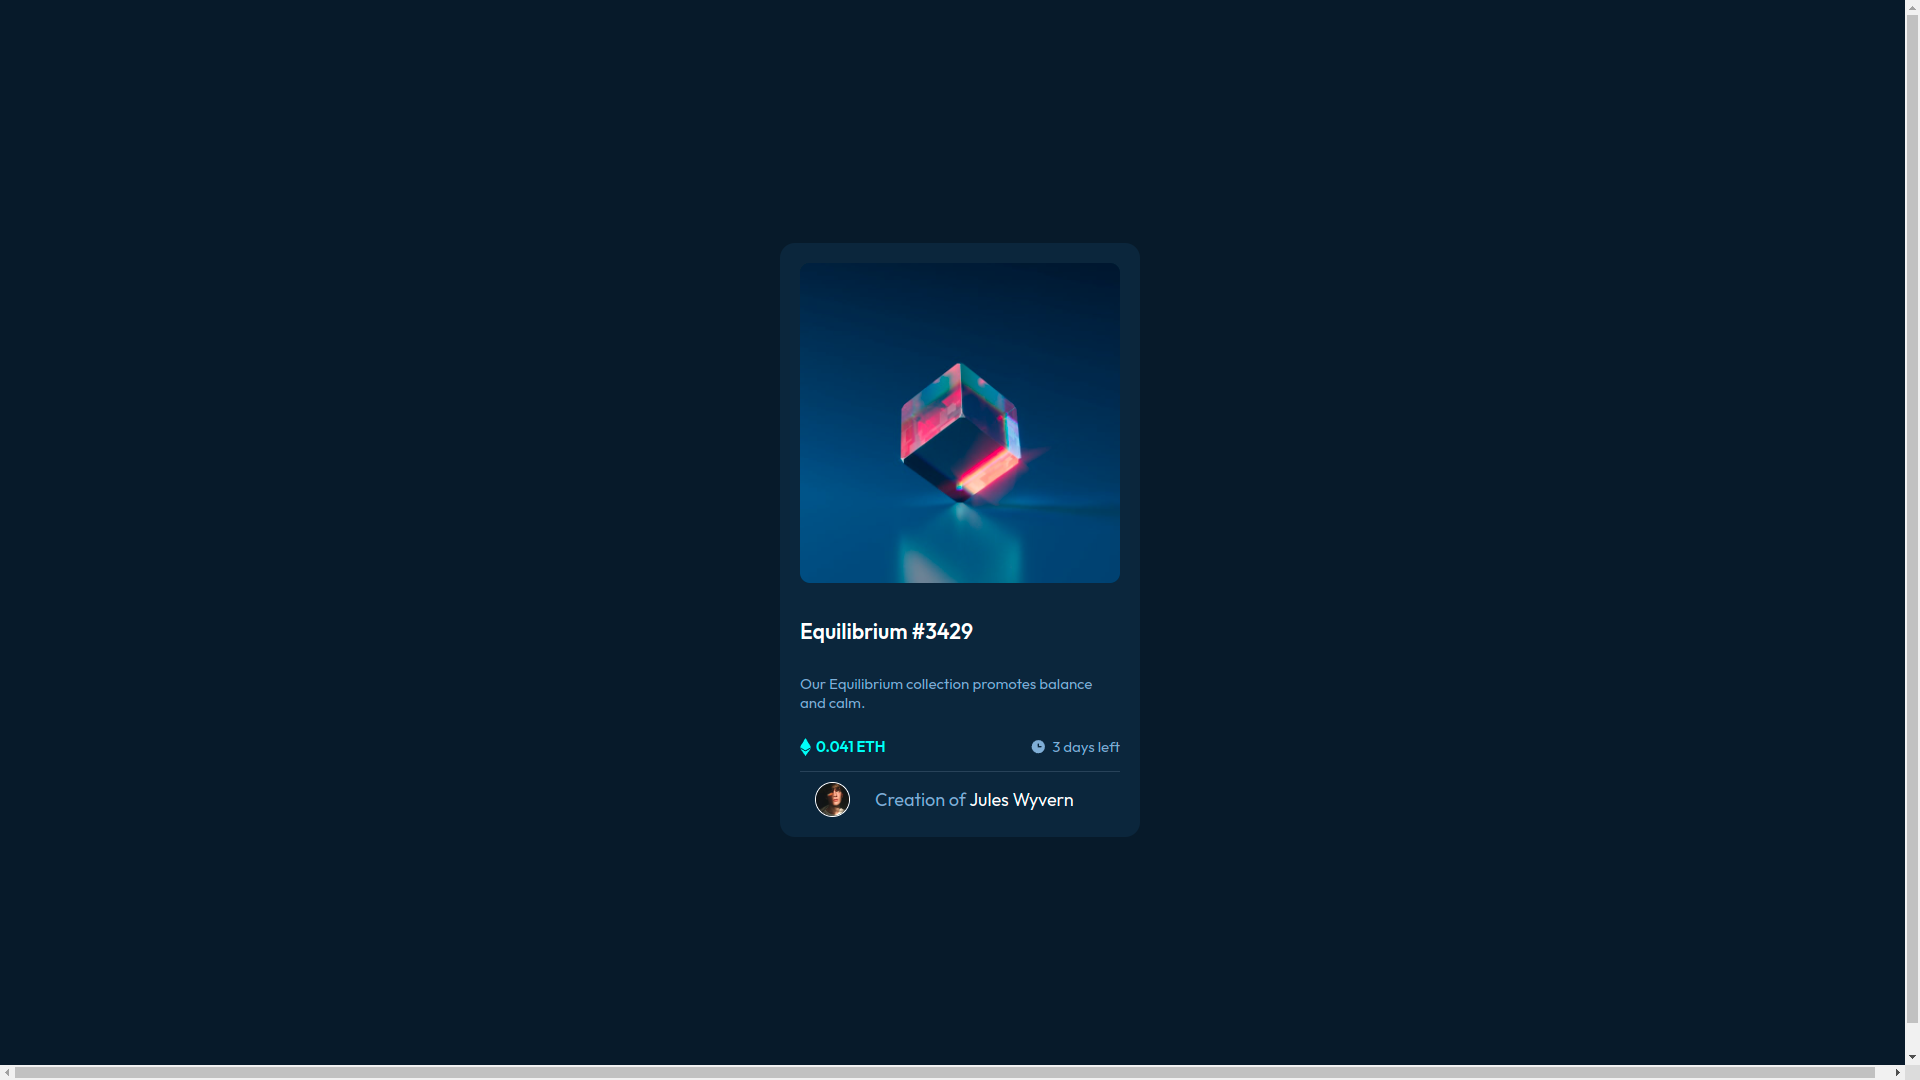 Equilibrium #3429
Our Equilibrium collection promotes balance
and calm.
0.041 ETH
3 days left
Creation of Jules Wyvern